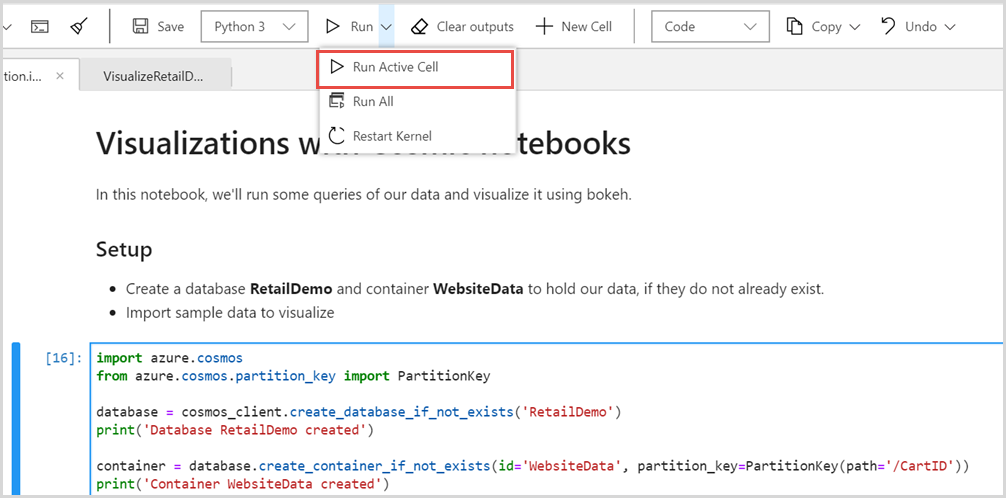 Save Python 3 Run Clear outputs New Cell Code Copy Undo
tion.i... VisualizeRetailD...
Run Active Cell
Run All
Restart Kernel
Visualizations notebooks
In this notebook, we'll run some queries of our data and visualize it using bokeh.
Setup
Create a database RetailDemo and container WebsiteData to hold our data, if they do not already exist.
Import sample data to visualize
[16]:
import azure.cosmos
from azure.cosmos.partition_key import PartitionKey
database = cosmos_client.create_database_if_not_exists('RetailDemo')
print('Database RetailDemo created')
container = database.create_container_if_not_exists(id='WebsiteData', partition_key=PartitionKey(path='/CartID'))
print('Container WebsiteData created')